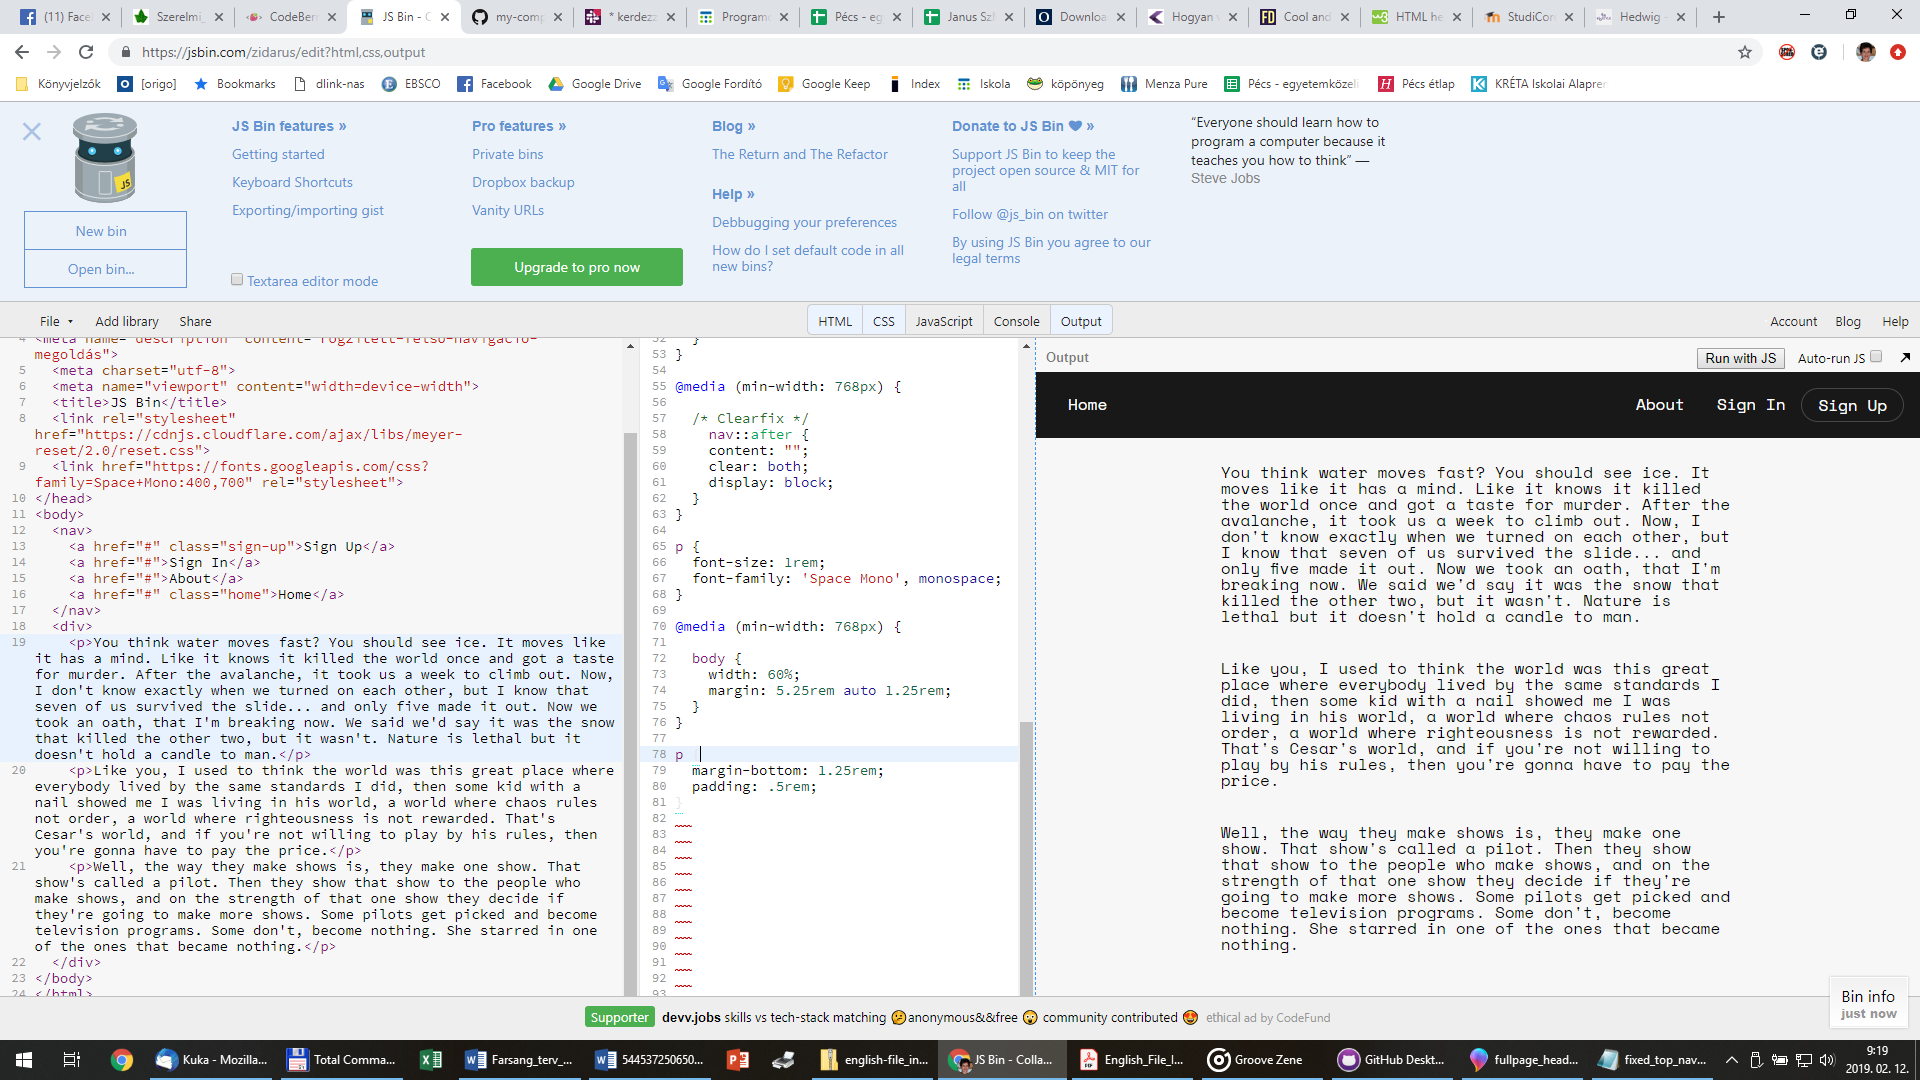 (11) Face
Szerelmi
CodeBer
JS Bin - C
my-comp
* kerdezz
Programo
Pécs - eg
Janus Sz
Downloa
Hogyan
Cool and
HTML he
StudiCon
Hedwig -
https://jsbin.com/zidarus/edit?html,css,output
Könyvjelzők
[origo]
Bookmarks
dlink-nas
EBSCO
Facebook
Google Drive
Google Fordító
Google Keep
Index
Iskola
köpönyeg
Menza Pure
Pécs - egyetemközeli
Pécs étlap
KRÉTA Iskolai Alaprer
New bin
Open bin...
JS Bin features »
Getting started
Keyboard Shortcuts
Exporting/importing gist
Textarea editor mode
Pro features »
Private bins
Dropbox backup
Vanity URLs
Upgrade to pro now
Blog »
The Return and The Refactor
Help »
Debbugging your preferences
How do I set default code in all
new bins?
Donate to JS Bin ♥ »
Support JS Bin to keep the
project open source & MIT for
all
Follow @js_bin on twitter
By using JS Bin you agree to our
legal terms
“Everyone should learn how to
program a computer because it
teaches you how to think” —
Steve Jobs
File
Add library
Share
HTML
CSS
JavaScript
Console
Output
Account
Blog
Help
4 <meta name="description" content="rogzitett-felso-navigacio-
megoldás">
5 <meta charset="utf-8">
6 <meta name="viewport" content="width=device-width">
7 <title>JS Bin</title>
8 <link rel="stylesheet"
href="https://cdnjs.cloudflare.com/ajax/libs/meyer-
reset/2.0/reset.css">
9 <link href="https://fonts.googleapis.com/css?
family=Space+Mono:400,700" rel="stylesheet">
10 </head>
11 <body>
12 <nav>
13 <a href="#" class="sign-up">Sign Up</a>
14 <a href="#">Sign In</a>
15 <a href="#">About</a>
16 <a href="#" class="home">Home</a>
17 </nav>
18 <div>
19 <p>You think water moves fast? You should see ice. It moves like
it has a mind. Like it knows it killed the world once and got a taste
for murder. After the avalanche, it took us a week to climb out. Now,
I don't know exactly when we turned on each other, but I know that
seven of us survived the slide... and only five made it out. Now we
took an oath, that I'm breaking now. We said we'd say it was the snow
that killed the other two, but it wasn't. Nature is lethal but it
doesn't hold a candle to man.</p>
20 <p>Like you, I used to think the world was this great place where
everybody lived by the same standards I did, then some kid with a
nail showed me I was living in his world, a world where chaos rules
not order, a world where righteousness is not rewarded. That's
Cesar's world, and if you're not willing to play by his rules, then
you're gonna have to pay the price.</p>
21 <p>Well, the way they make shows is, they make one show. That
show's called a pilot. Then they show that show to the people who
make shows, and on the strength of that one show they decide if
they're going to make more shows. Some pilots get picked and become
television programs. Some don't, become nothing. She starred in one
of the ones that became nothing.</p>
22 </div>
23 </body>
24 </html>
52 }
53 }
54
55 @media (min-width: 768px) {
56
57 /* Clearfix */
58 nav::after {
59 content: "";
60 clear: both;
61 display: block;
62 }
63 }
64
65 p {
66 font-size: 1rem;
67 font-family: 'Space Mono', monospace;
68 }
69
70 @media (min-width: 768px) {
71
72 body {
73 width: 60%;
74 margin: 5.25rem auto 1.25rem;
75 }
76 }
77
78 p
79 margin-bottom: 1.25rem;
80 padding: .5rem;
81 }
82
83
84
85
86
87
88
89
90
91
92
93
Output
Run with JS
Auto-run JS
Home
About
Sign In
Sign Up
You think water moves fast? You should see ice. It
moves like it has a mind. Like it knows it killed
the world once and got a taste for murder. After the
avalanche, it took us a week to climb out. Now, I
don't know exactly when we turned on each other, but
I know that seven of us survived the slide... and
only five made it out. Now we took an oath, that I'm
breaking now. We said we'd say it was the snow that
killed the other two, but it wasn't. Nature is
lethal but it doesn't hold a candle to man.
Like you, I used to think the world was this great
place where everybody lived by the same standards I
did, then some kid with a nail showed me I was
living in his world, a world where chaos rules not
order, a world where righteousness is not rewarded.
That's Cesar's world, and if you're not willing to
play by his rules, then you're gonna have to pay the
price.
Well, the way they make shows is, they make one
show. That show's called a pilot. Then they show
that show to the people who make shows, and on the
strength of that one show they decide if they're
going to make more shows. Some pilots get picked and
become television programs. Some don't, become
nothing. She starred in one of the ones that became
nothing.
Bin info
just now
Supporter
devv.jobs skills vs tech-stack matching 🤔anonymous&&free 😮 community contributed 😍 ethical ad by CodeFund
Kuka - Mozilla...
Total Comma...
Farsang_terv_...
544537250650...
english-file_in...
JS Bin - Colla...
English_File_I...
Groove Zene
GitHub Deskt...
fullpage_head...
fixed_top_nav...
9:19
2019. 02. 12.